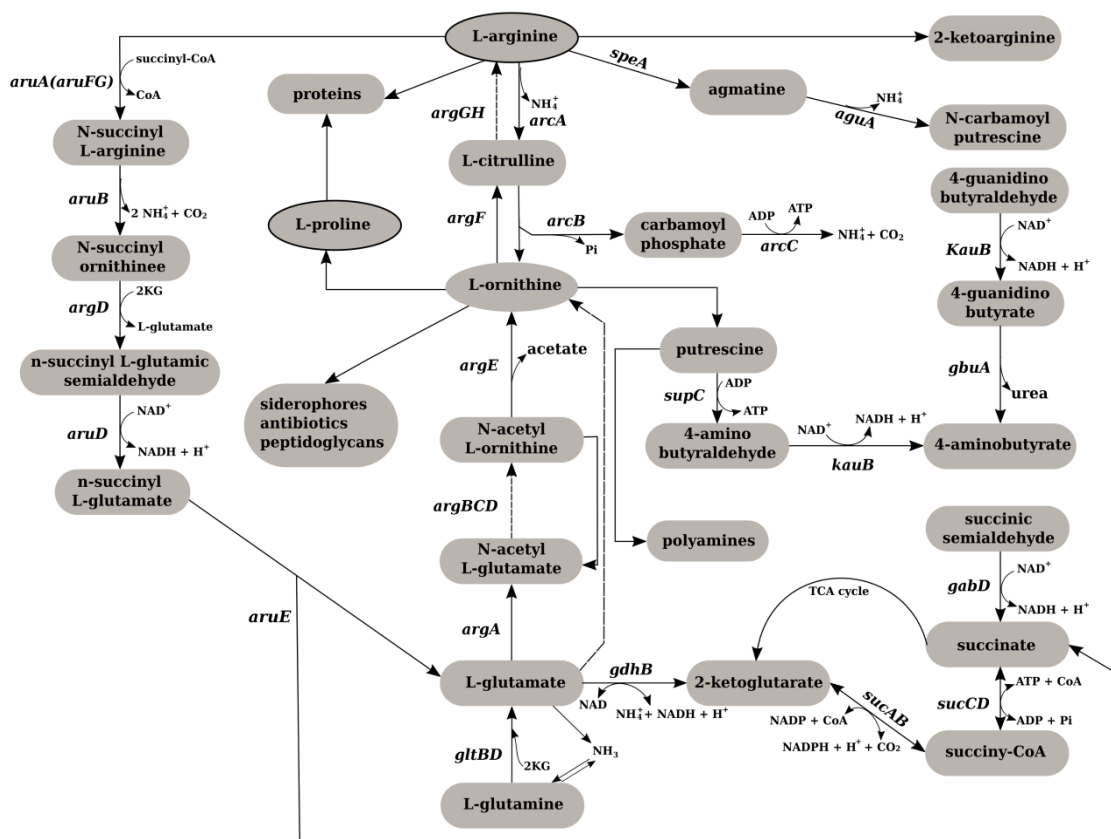 L-arginine
2-ketoarginine
succinyl-CoA
aruA(aruFG)
CoA
speA
proteins
agmatine
NH₄⁺
argGH
NH₄⁺
arcA
aguA
N-succinyl
L-arginine
N-carbamoyl
putrescine
L-citrulline
4-guanidino
butyraldehyde
aruB
2 NH₄⁺ + CO₂
argF
L-proline
arcB
Pi
carbamoyl
phosphate
ADP
ATP
arcC
NH₄⁺ + CO₂
NAD⁺
KauB
NADH + H⁺
N-succinyl
ornithinee
L-ornithine
4-guanidino
butyrate
argD
2KG
L-glutamate
n-succinyl L-glutamic
semialdehyde
argE
acetate
putrescine
gbuA
urea
siderophores
antibiotics
peptidoglycans
supC
ADP
ATP
NAD⁺
aruD
NADH + H⁺
N-acetyl
L-ornithine
4-amino
butyraldehyde
NAD⁺
NADH + H⁺
kauB
4-aminobutyrate
n-succinyl
L-glutamate
argBCD
polyamines
succinic
semialdehyde
N-acetyl
L-glutamate
NAD⁺
gabD
NADH + H⁺
TCA cycle
aruE
argA
succinate
L-glutamate
gdhB
NAD
NH₄⁺ + NADH + H⁺
2-ketoglutarate
sucAB
NADP + CoA
NADPH + H⁺ + CO₂
ATP + CoA
sucCD
ADP + Pi
gltBD
2KG
NH₃
succiny-CoA
L-glutamine